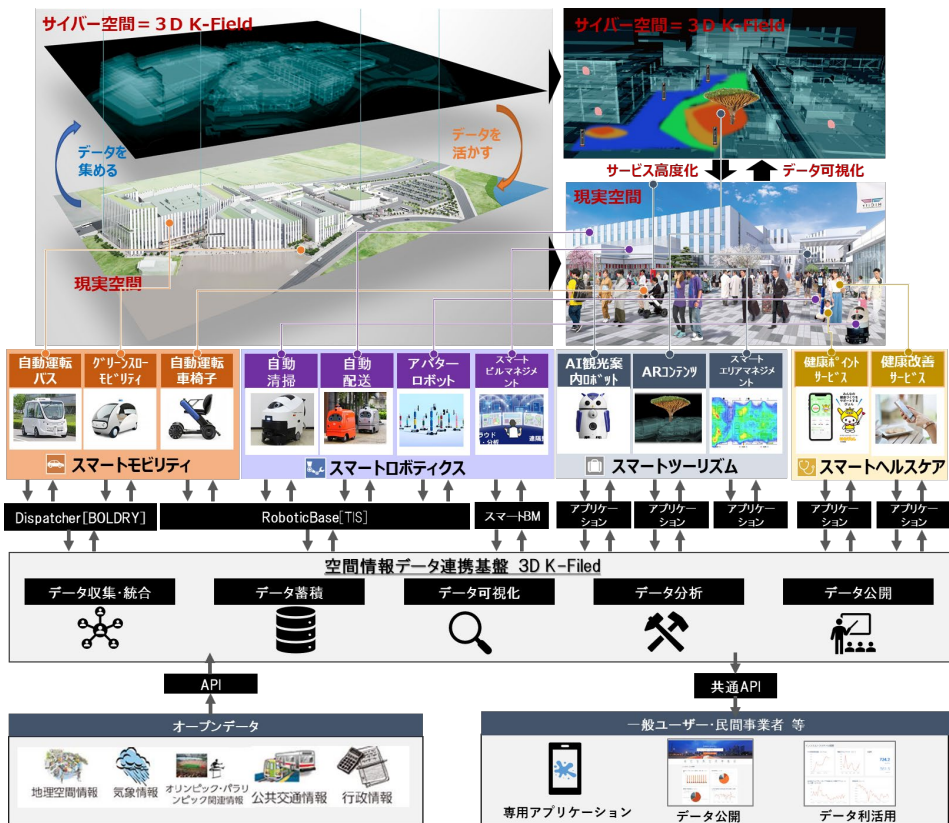 サイバー空間＝３D K-Field
サイバー空間＝３D K-Field
データを
集める
データを
活かす
サービス高度化
データ可視化
現実空間
現実空間
自動運転
バス
グリーンスロー
モビリティ
自動運転
車椅子
自動
清掃
自動
配送
アバター
ロボット
スマート
ビルマネジメ
ント
AI観光案
内ロボット
ARコンテンツ
スマート
エリアマネジメ
ント
健康ポイント
サービス
健康改善
サービス
スマートモビリティ
スマートロボティクス
スマートツーリズム
スマートヘルスケア
Dispatcher[BOLDRY]
RoboticBase[TIS]
スマートBM
アプリケー
ション
アプリケー
ション
アプリケー
ション
アプリケー
ション
アプリケー
ション
空間情報データ連携基盤 3D K-Filed
データ収集・統合
データ蓄積
データ可視化
データ分析
データ公開
API
共通API
オープンデータ
地理空間情報
気象情報
オリンピック・パラリ
ンピック関連情報
公共交通情報
行政情報
一般ユーザー・民間事業者 等
専用アプリケーション
データ公開
データ利活用